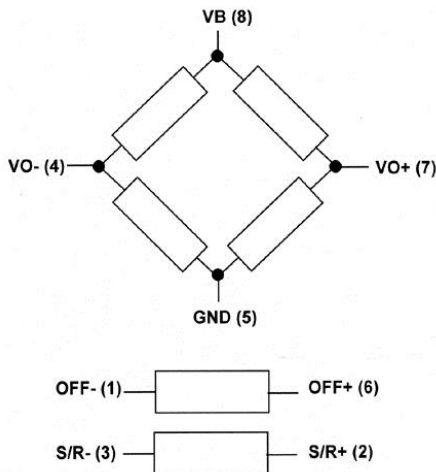 VB (8)
VO- (4)
VO+ (7)
GND (5)
OFF- (1)
OFF+ (6)
S/R- (3)
S/R+ (2)